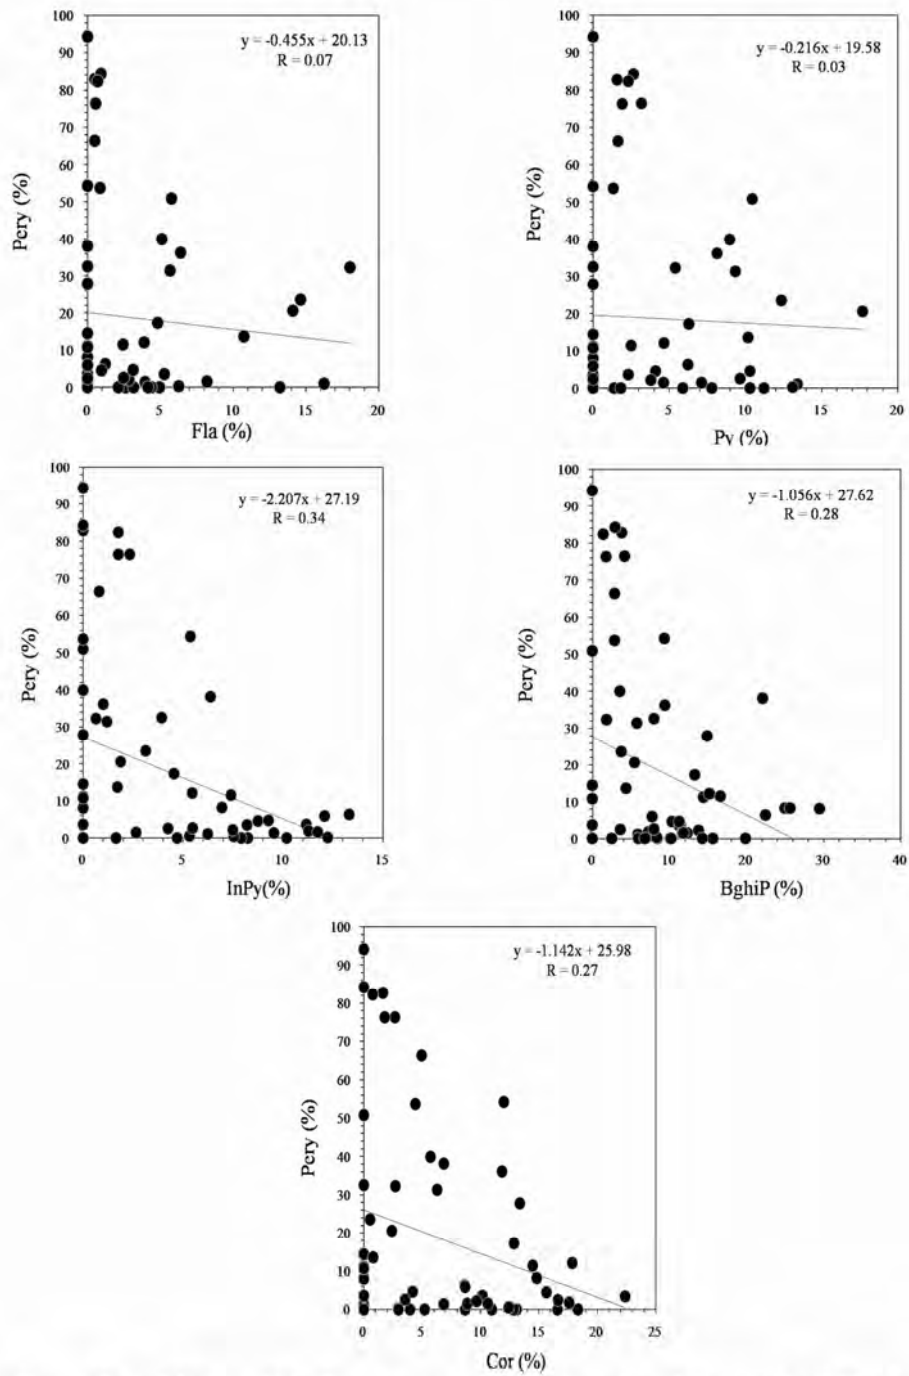 y = -0.455x + 20.13
R = 0.07
Pery (%)
100
90
80
70
60
50
40
30
20
10
0
0 5 10 15 20
Fla (%)
y = -0.216x + 19.58
R = 0.03
Pery (%)
100
90
80
70
60
50
40
30
20
10
0
0 5 10 15 20
Py (%)
y = -2.207x + 27.19
R = 0.34
Pery (%)
100
90
80
70
60
50
40
30
20
10
0
0 5 10 15
InPy(%)
y = -1.056x + 27.62
R = 0.28
Pery (%)
100
90
80
70
60
50
40
30
20
10
0
0 10 20 30 40
BghiP (%)
y = -1.142x + 25.98
R = 0.27
Pery (%)
100
90
80
70
60
50
40
30
20
10
0
0 5 10 15 20 25
Cor (%)